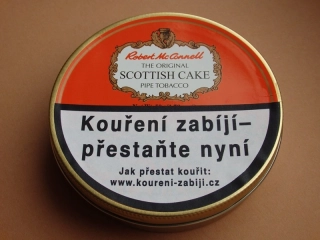 Robert McConnell
THE ORIGINAL
SCOTTISH CAKE
PIPE TOBACCO
Kouření zabíjí–
přestaňte nyní
Jak přestat kouřit:
www.koureni-zabiji.cz